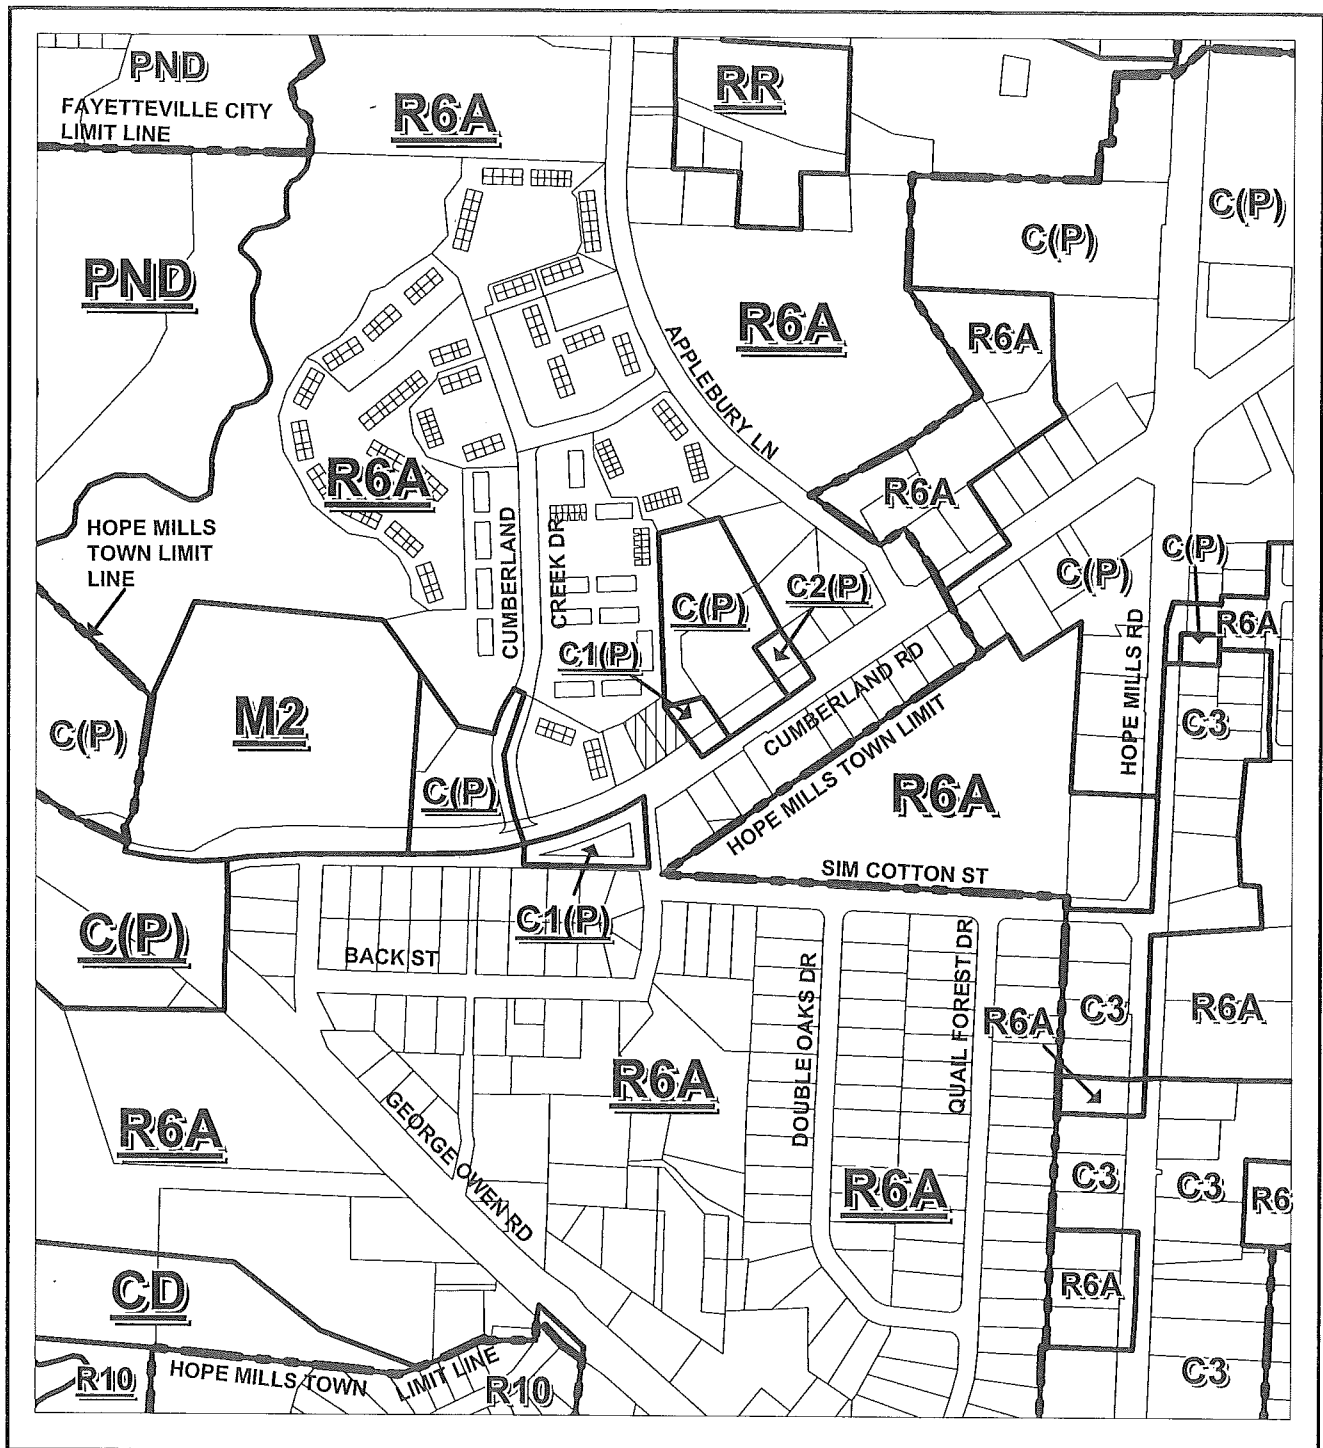 PND
FAYETTEVILLE CITY
LIMIT LINE
R6A
RR
C(P)
C(P)
PND
R6A
R6A
APPLEBURY LN
R6A
R6A
HOPE MILLS
TOWN LIMIT
LINE
CUMBERLAND
CREEK DR
C(P)
C2(P)
C(P)
C(P)
HOPE MILLS RD
R6A
C1(P)
C(P)
M2
C(P)
CUMBERLAND RD
HOPE MILLS TOWN LIMIT
C3
R6A
SIM COTTON ST
C(P)
C1(P)
BACK ST
DOUBLE OAKS DR
QUAIL FOREST DR
R6A
C3
R6A
R6A
GEORGE OWEN RD
R6A
R6A
C3
C3
R6
R6A
CD
HOPE MILLS TOWN
LIMIT LINE
R10
R10
C3